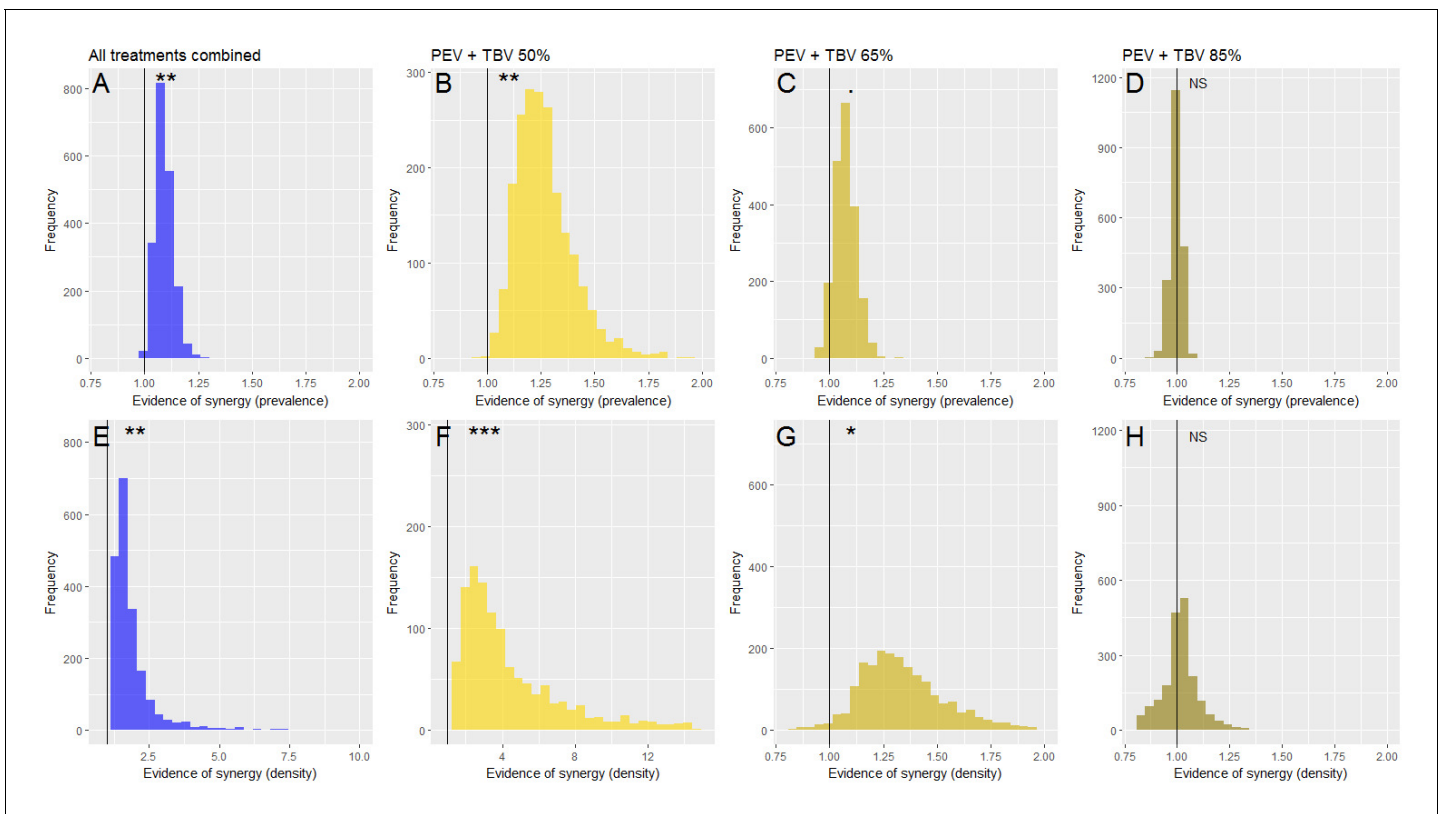 All treatments combined
PEV + TBV 50%
PEV + TBV 65%
PEV + TBV 85%
A
**
Frequency
800
600
400
200
0
0.75 1.00 1.25 1.50 1.75 2.00
Evidence of synergy (prevalence)
B
**
Frequency
300
200
100
0
0.75 1.00 1.25 1.50 1.75 2.00
Evidence of synergy (prevalence)
C
.
Frequency
600
400
200
0
0.75 1.00 1.25 1.50 1.75 2.00
Evidence of synergy (prevalence)
D
NS
Frequency
1200
900
600
300
0
0.75 1.00 1.25 1.50 1.75 2.00
Evidence of synergy (prevalence)
E
**
Frequency
800
600
400
200
0
2.5 5.0 7.5 10.0
Evidence of synergy (density)
F
***
Frequency
300
200
100
0
4 8 12
Evidence of synergy (density)
G
*
Frequency
600
400
200
0
0.75 1.00 1.25 1.50 1.75 2.00
Evidence of synergy (density)
H
NS
Frequency
1200
900
600
300
0
0.75 1.00 1.25 1.50 1.75 2.00
Evidence of synergy (density)